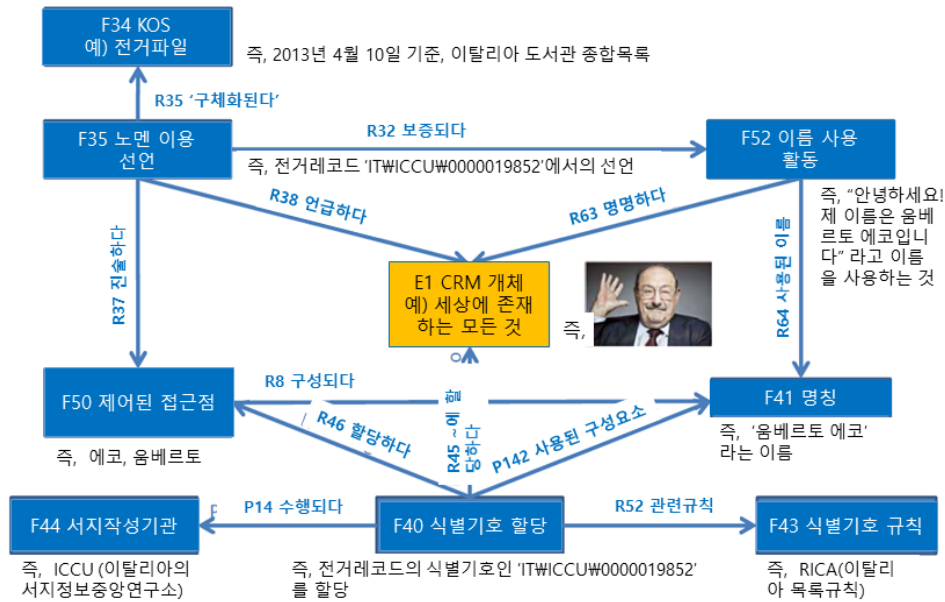 F34 KOS
예) 전거파일
즉, 2013년 4월 10일 기준, 이탈리아 도서관 종합목록
R35 ‘구체화된다’
F35 노멘 이용
선언
R32 보증되다
F52 이름 사용
활동
즉, 전거레코드 ‘IT₩ICCU₩0000019852’에서의 선언
R38 언급하다
R63 명명하다
즉, “안녕하세요!
제 이름은 움베
르토 에코입니
다” 라고 이름
을 사용하는 것
R37 진술하다
R64 사용된 이름
E1 CRM 개체
예) 세상에 존재
하는 모든 것
즉,
R8 구성되다
F50 제어된 접근점
즉, 에코, 움베르토
R46 할당하다
R45 ~에 할
당하다
P142 사용된 구성요소
F41 명칭
즉, ‘움베르토 에코’
라는 이름
F44 서지작성기관
P14 수행되다
F40 식별기호 할당
R52 관련규칙
F43 식별기호 규칙
즉, ICCU (이탈리아의
서지정보중앙연구소)
즉, 전거레코드의 식별기호인 ‘IT₩ICCU₩0000019852’
를 할당
즉, RICA(이탈리
아 목록규칙)